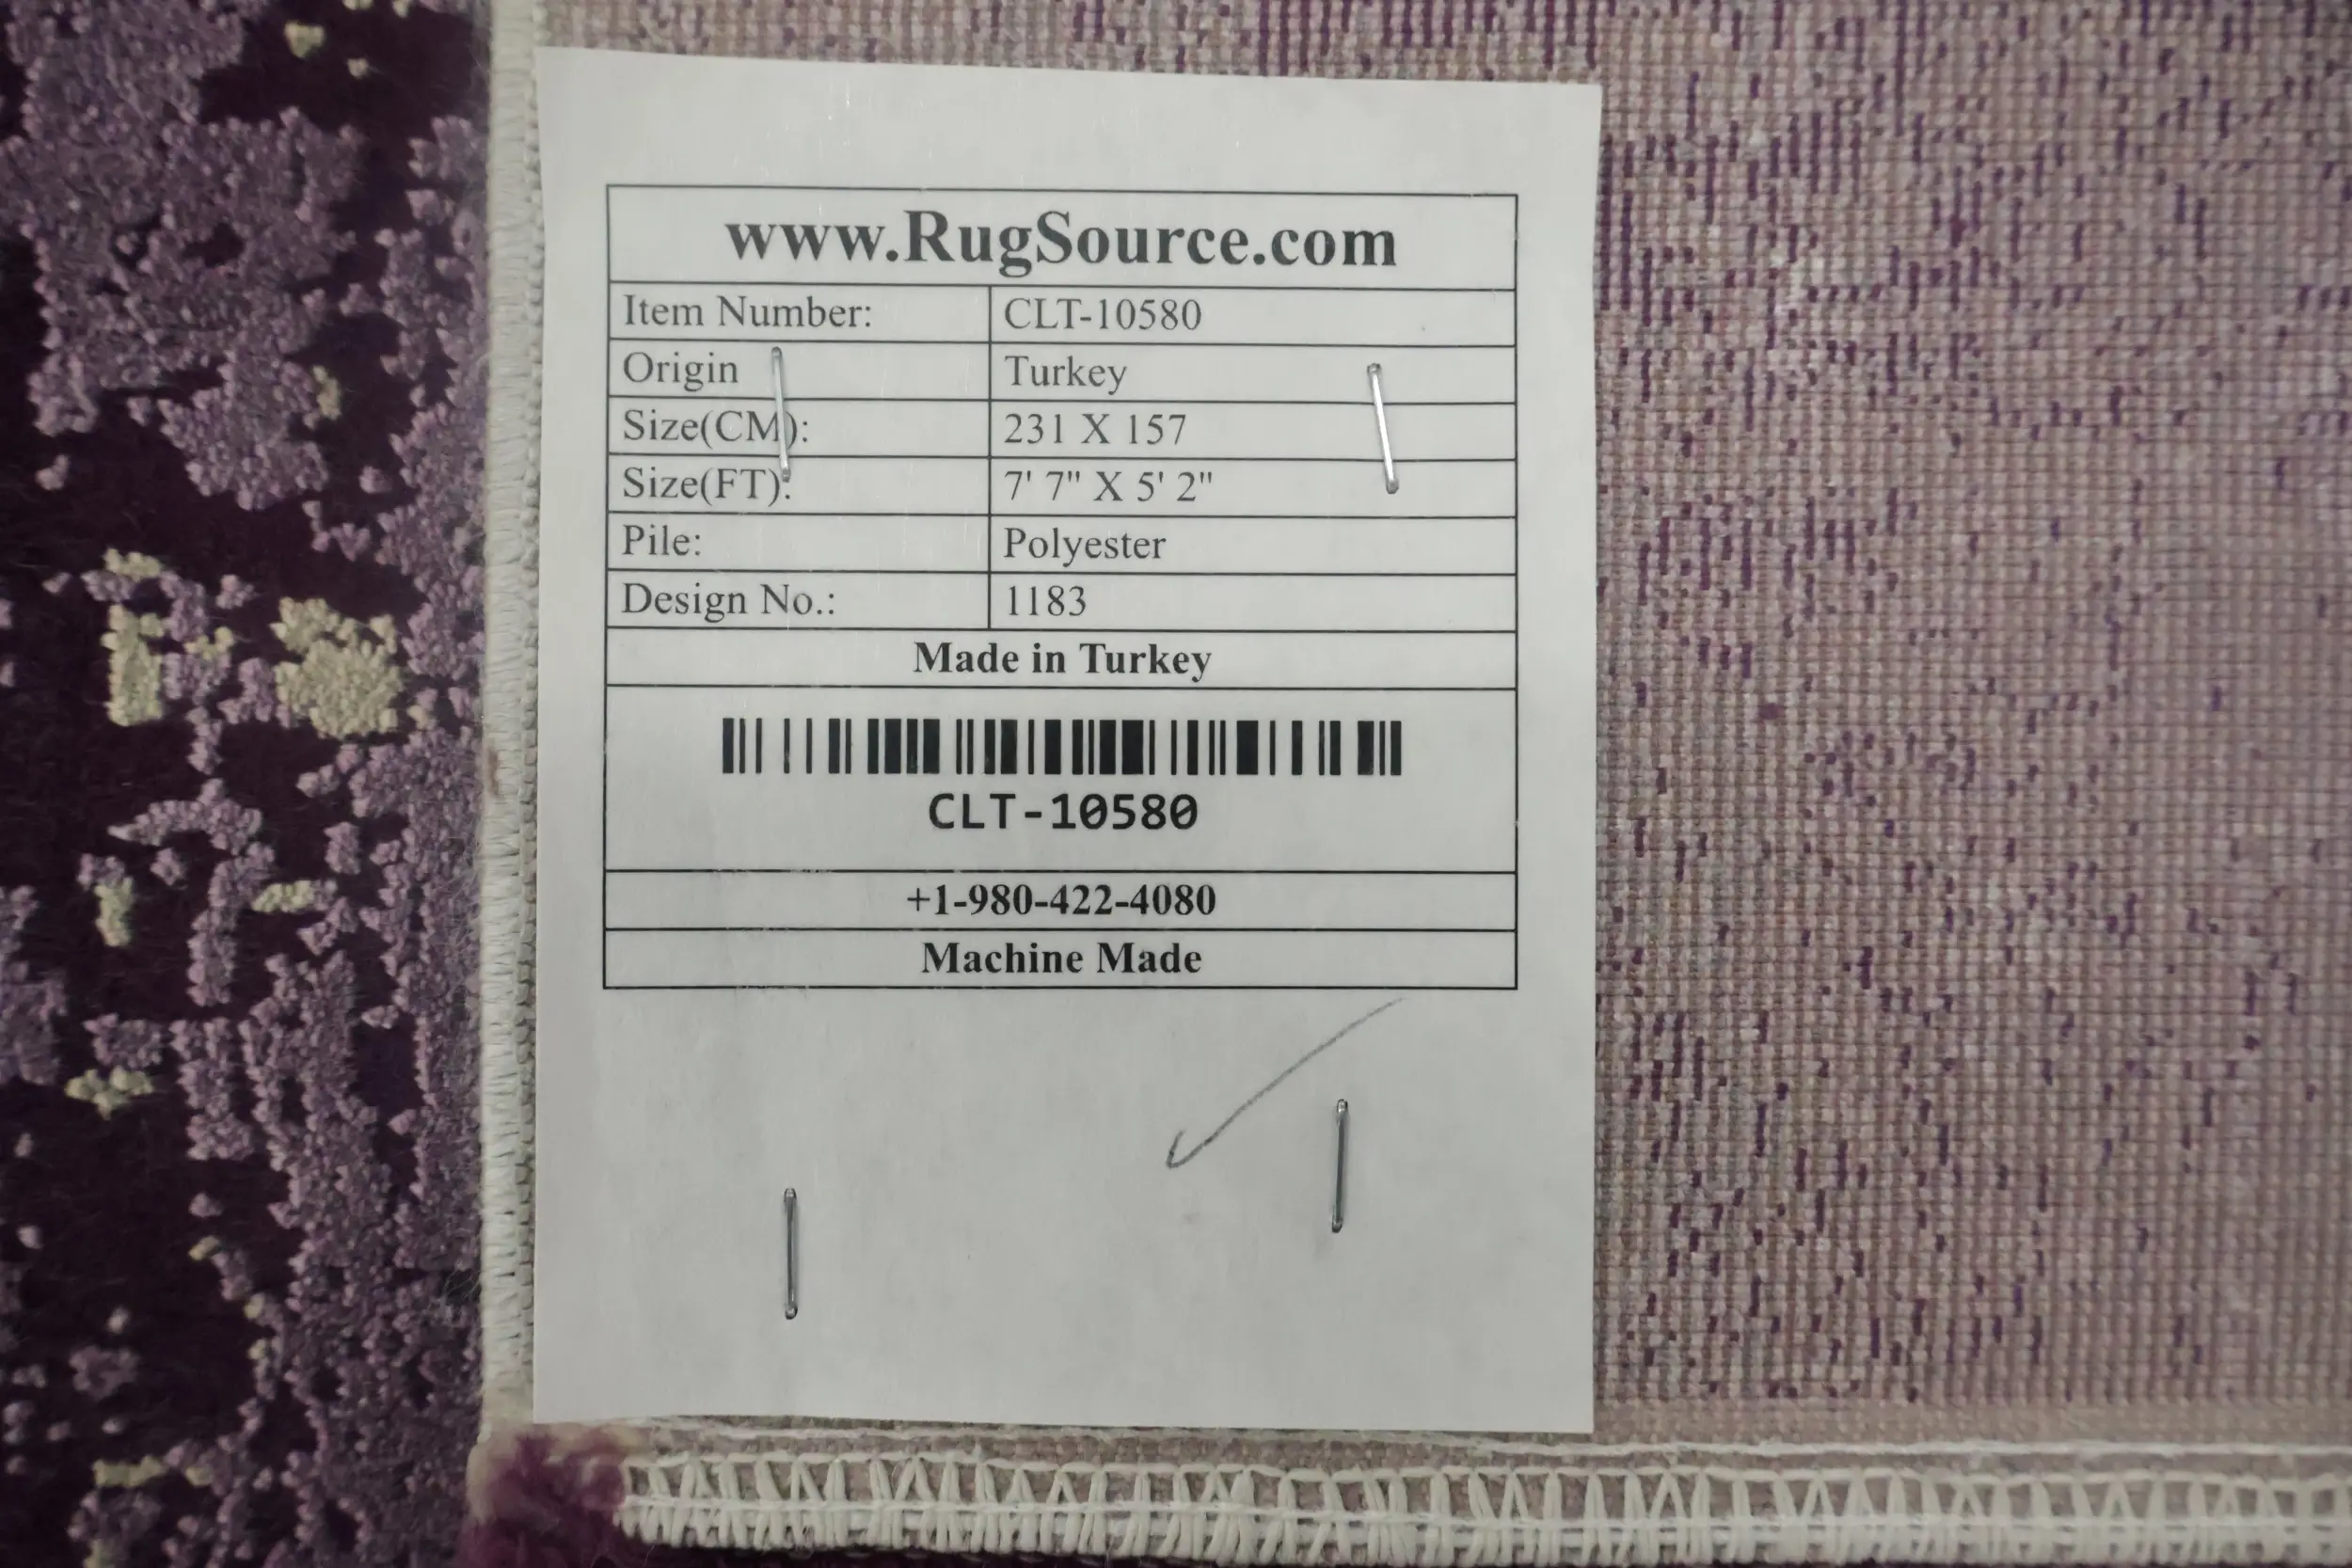 www.RugSource.com
Item Number: CLT-10580
Origin Turkey
Size(CM): 231 X 157
Size(FT): 7' 7" X 5' 2"
Pile: Polyester
Design No.: 1183
Made in Turkey
CLT-10580
+1-980-422-4080
Machine Made